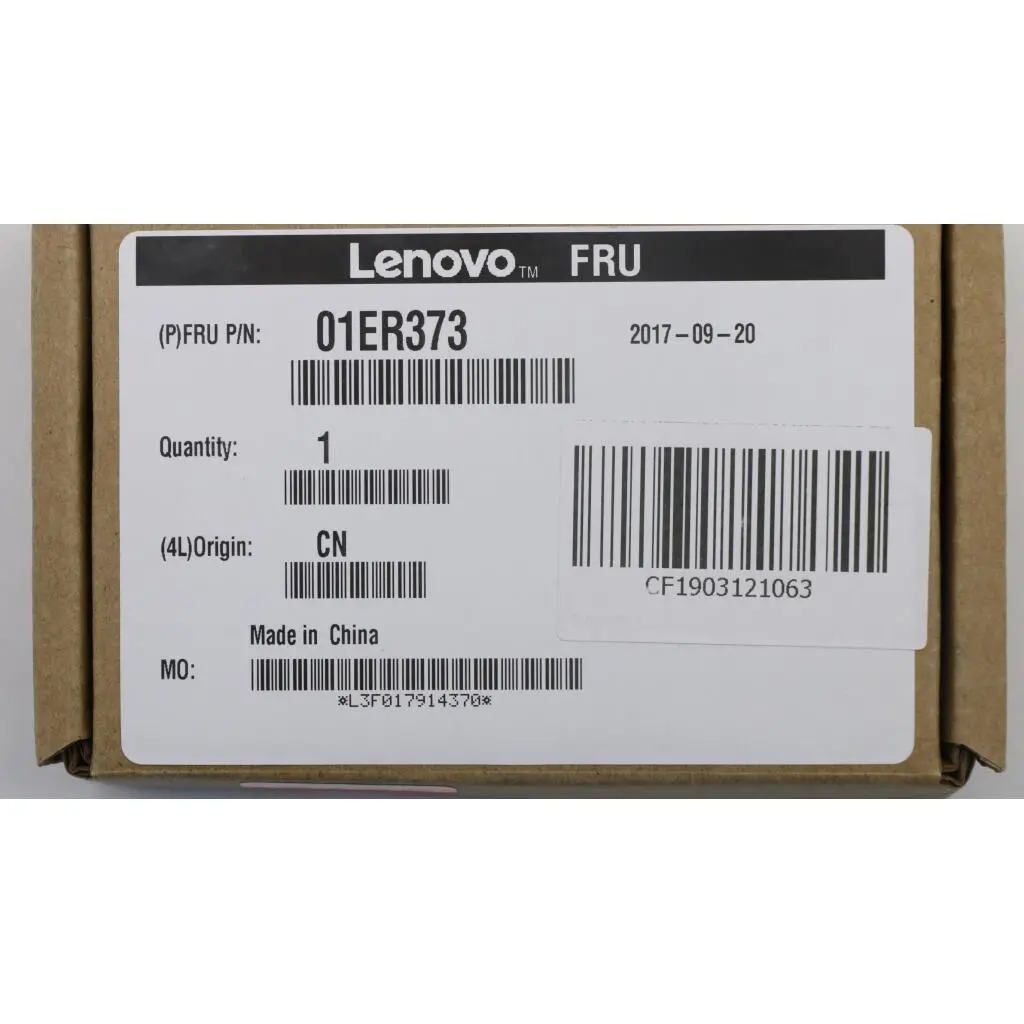 Lenovo™ FRU
(P)FRU P/N: 01ER373 2017-09-20
Quantity: 1
(4L)Origin: CN
CF1903121063
Made in China
MO:
*L3F017914370*